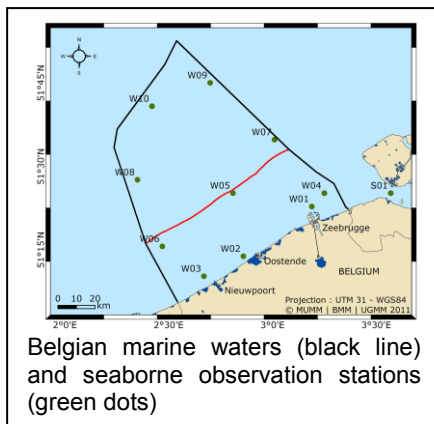 N
W E
S
51°45'N
51°30'N
51°15'N
W09
W10
W07
W08
W05
W04
S01
W01
Zeebrugge
W06
W02
Oostende
W03
BELGIUM
Nieuwpoort
0 10 20
km
Projection : UTM 31 - WGS84
© MUMM | BMM | UGMM 2011
2°0'E 2°30'E 3°0'E 3°30'E
Belgian marine waters (black line)
and seaborne observation stations
(green dots)